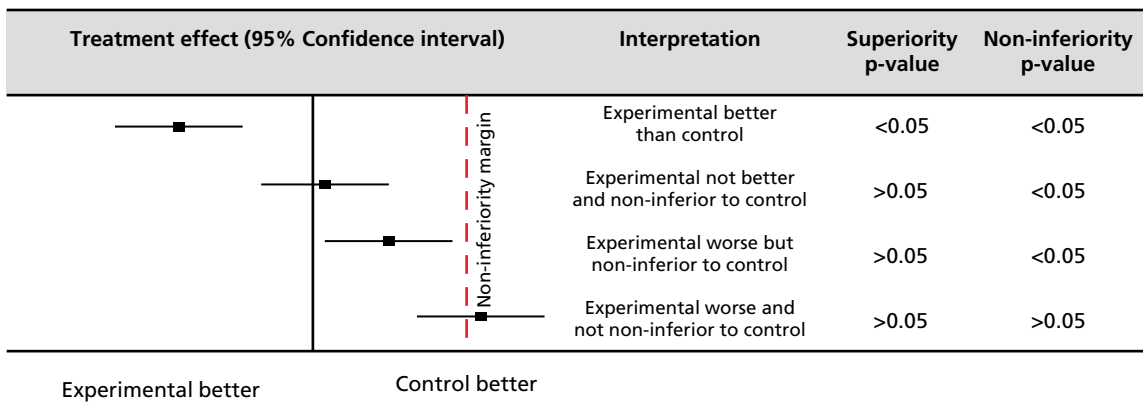 Treatment effect (95% Confidence interval)
Interpretation
Superiority
p-value
Non-inferiority
p-value
Non-inferiority margin
Experimental better
than control
<0.05
<0.05
Experimental not better
and non-inferior to control
>0.05
<0.05
Experimental worse but
non-inferior to control
>0.05
<0.05
Experimental worse and
not non-inferior to control
>0.05
>0.05
Experimental better
Control better